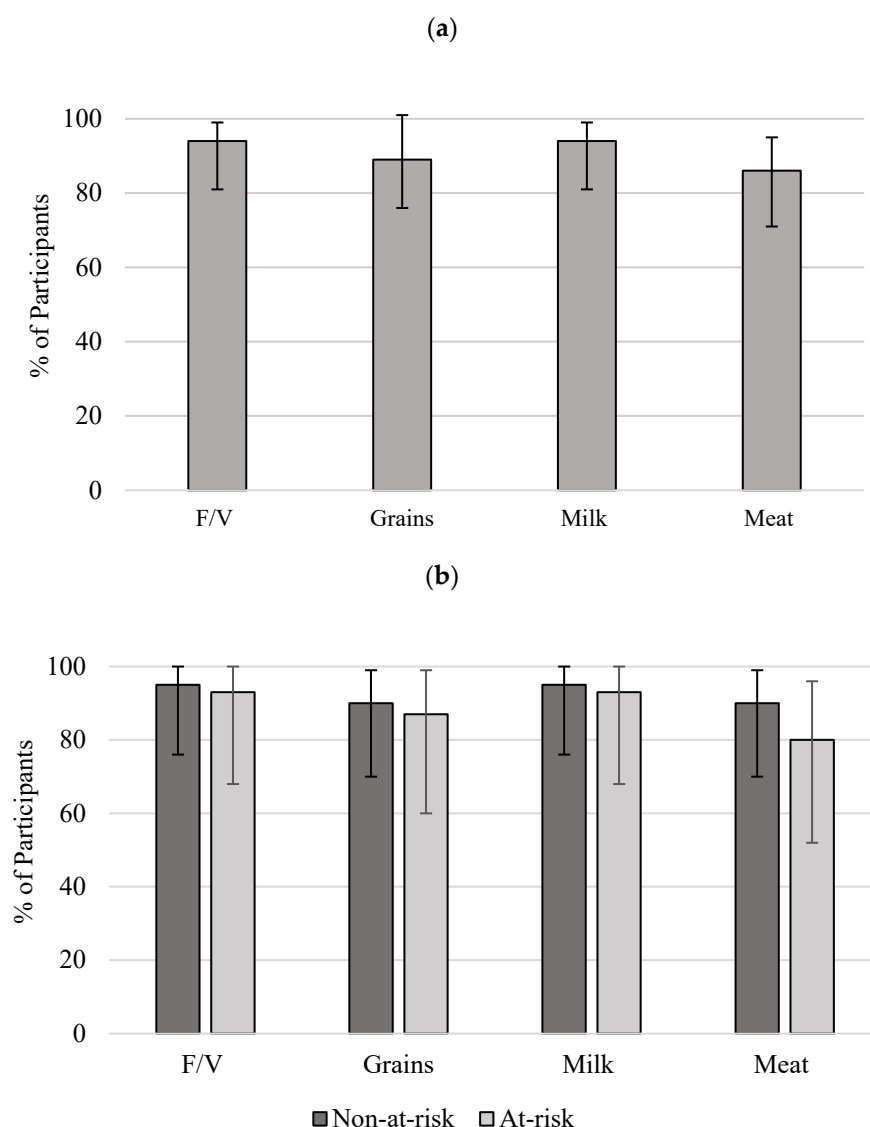 (a)
100
80
60
40
20
0
% of Participants
F/V Grains Milk Meat
(b)
100
80
60
40
20
0
% of Participants
F/V Grains Milk Meat
Non-at-risk At-risk